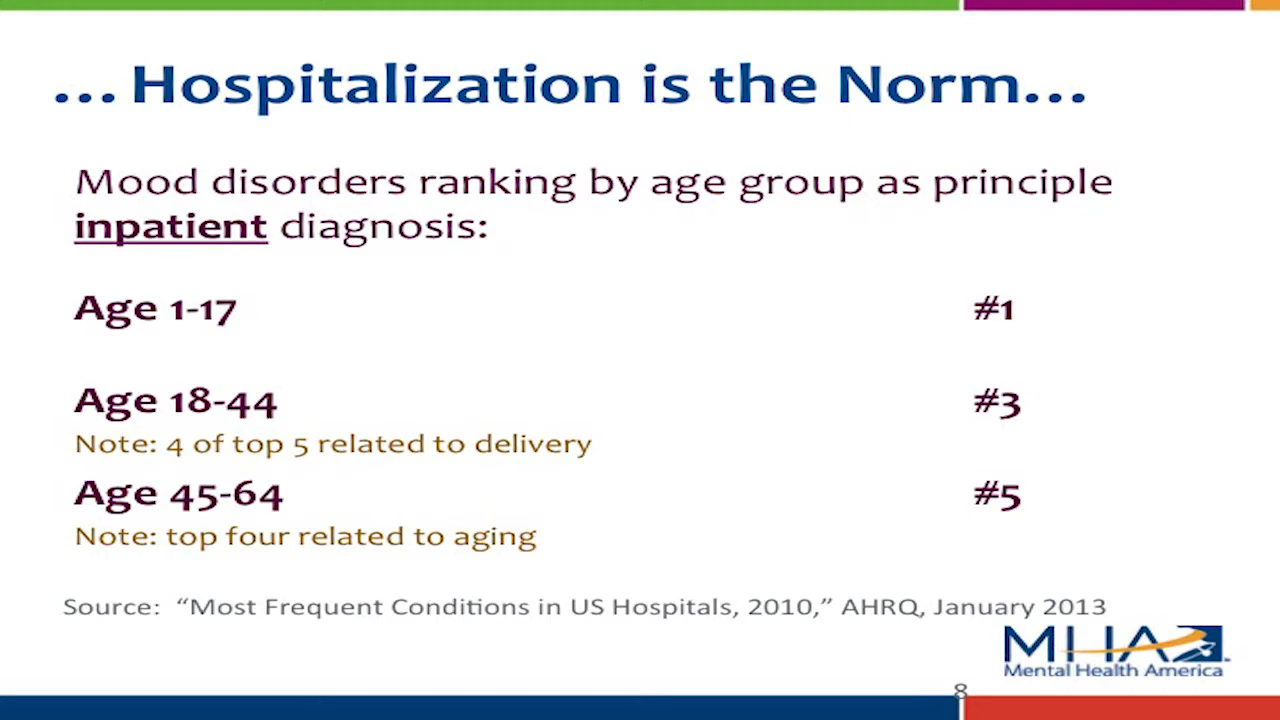 ...Hospitalization is the Norm...
Mood disorders ranking by age group as principle
inpatient diagnosis:
Age 1-17 #1
Age 18-44 #3
Note: 4 of top 5 related to delivery
Age 45-64 #5
Note: top four related to aging
Source: “Most Frequent Conditions in US Hospitals, 2010,” AHRQ, January 2013
MHA
Mental Health America
8